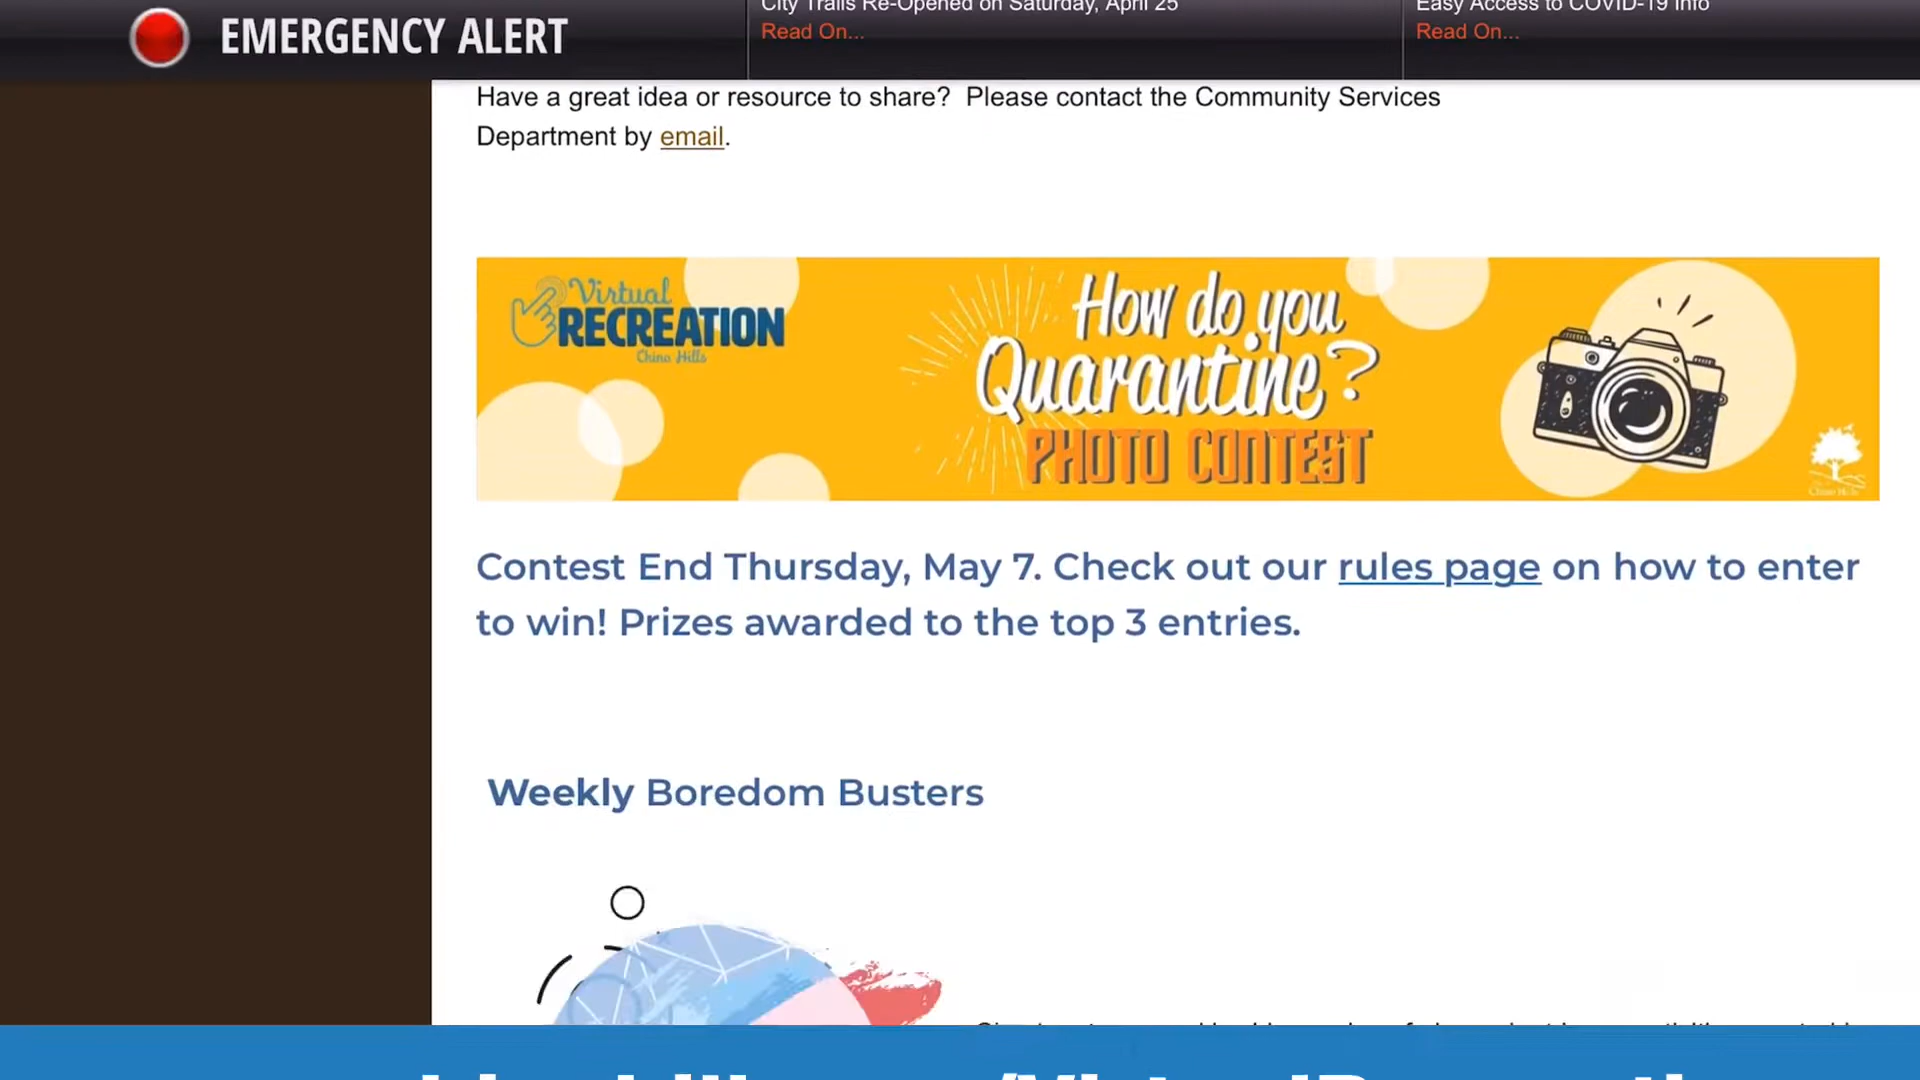 EMERGENCY ALERT
City Trails Re-Opened on Saturday, April 25
Read On...
Easy Access to COVID-19 Info
Read On...
Have a great idea or resource to share? Please contact the Community Services
Department by email.
Virtual
RECREATION
Chino Hills
How do you
Quarantine?
PHOTO CONTEST
Chino Hills
Contest End Thursday, May 7. Check out our rules page on how to enter
to win! Prizes awarded to the top 3 entries.
Weekly Boredom Busters